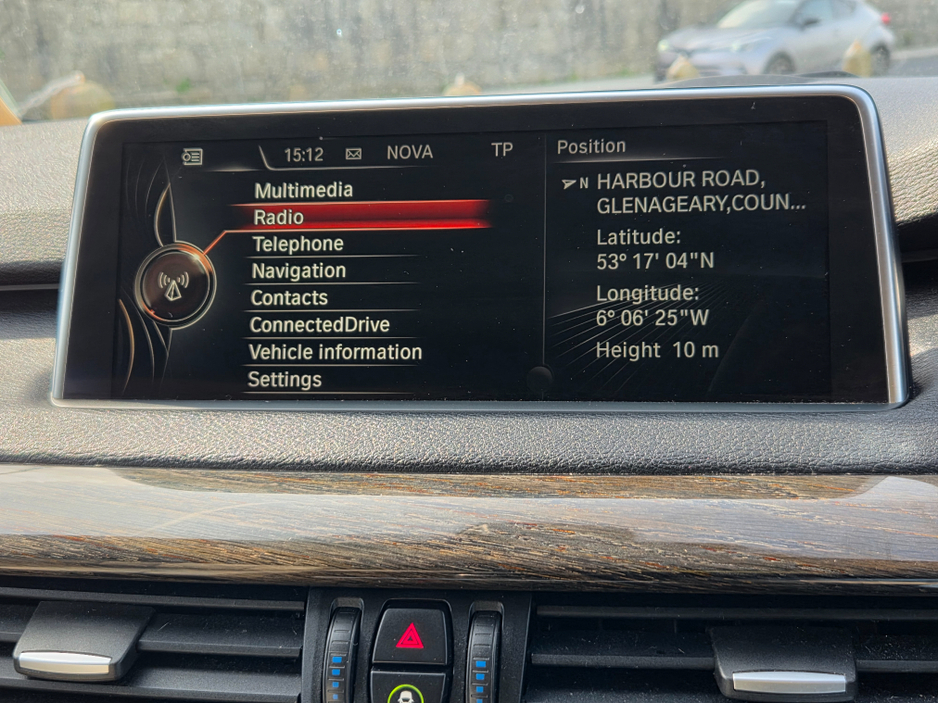 15:12 NOVA TP
Multimedia
Radio
Telephone
Navigation
Contacts
ConnectedDrive
Vehicle information
Settings
Position
N HARBOUR ROAD,
GLENAGEARY,COUN...
Latitude:
53° 17' 04"N
Longitude:
6° 06' 25"W
Height 10 m